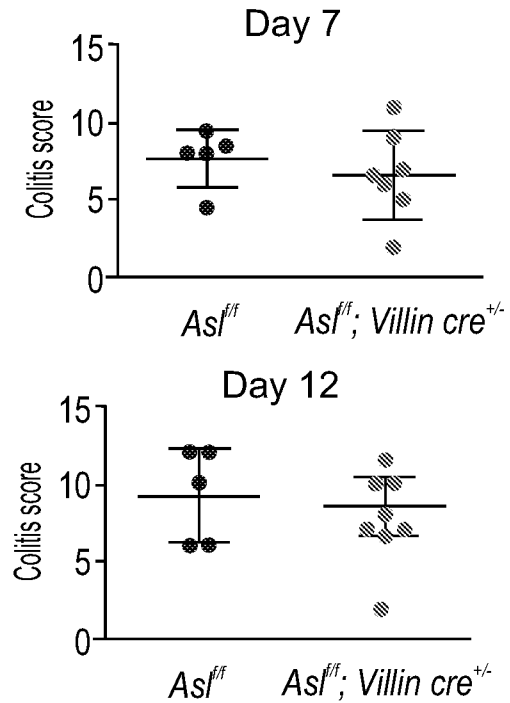 Day 7
15
10
5
0
Colitis score
Asl^f/f Asl^f/f; Villin cre^+/-
Day 12
15
10
5
0
Colitis score
Asl^f/f Asl^f/f; Villin cre^+/-